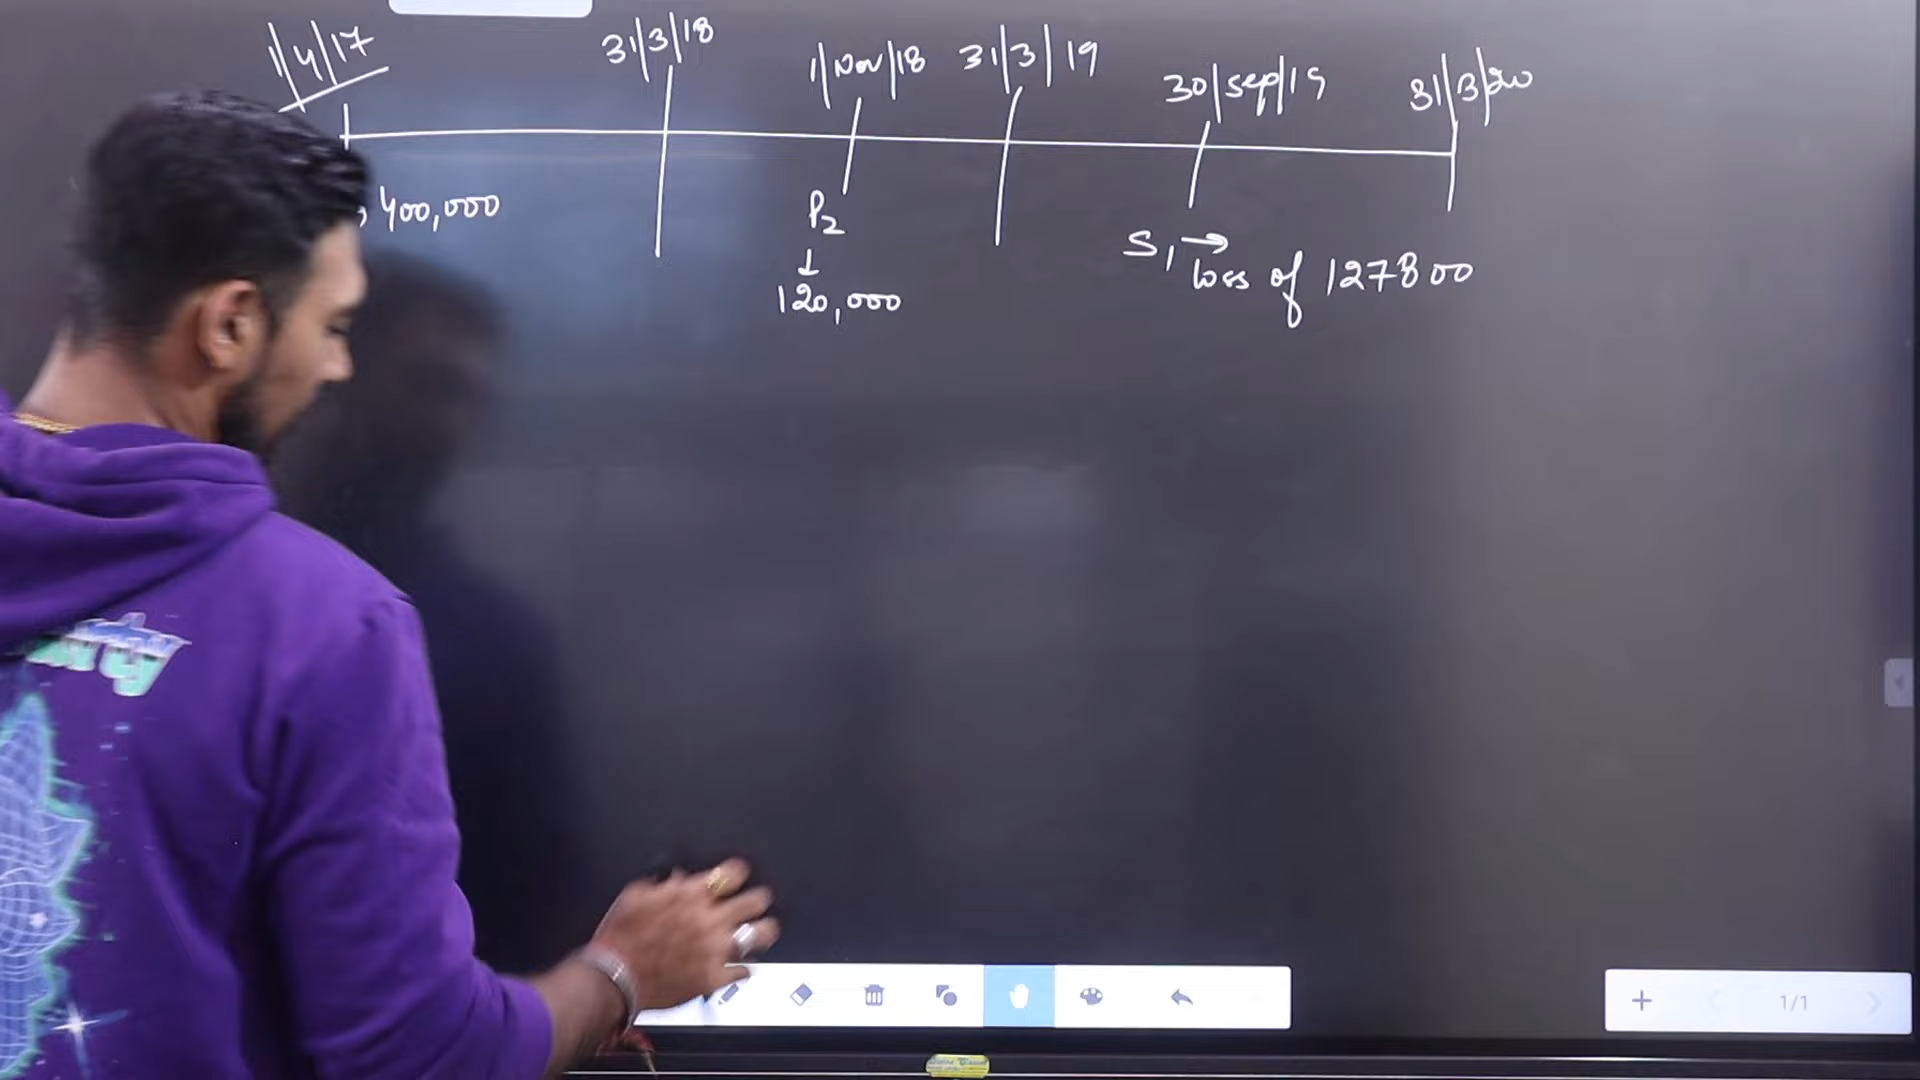 1/4/17
31/3/18
1/Nov/18
31/3/19
30/Sep/19
31/3/20
400,000
P2
120,000
S1 → loss of 127800
1/1